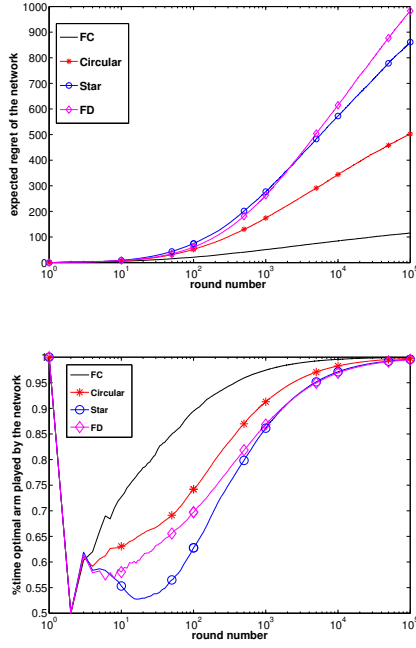 1000
900
800
700
600
500
400
300
200
100
0
expected regret of the network
FC
Circular
Star
FD
10^0 10^1 10^2 10^3 10^4 10^5
round number
1
0.95
0.9
0.85
0.8
0.75
0.7
0.65
0.6
0.55
0.5
%time optimal arm played by the network
FC
Circular
Star
FD
10^0 10^1 10^2 10^3 10^4 10^5
round number